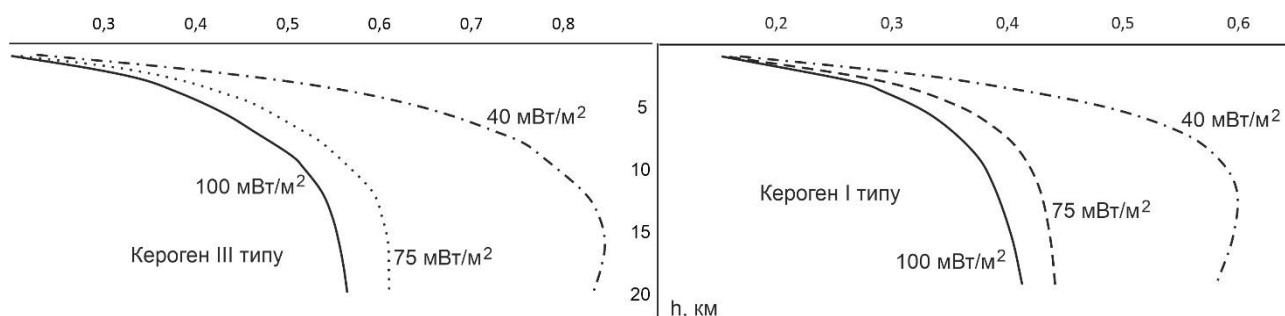 0,3 0,4 0,5 0,6 0,7 0,8
0,2 0,3 0,4 0,5 0,6
5
10
15
20
40 мВт/м²
100 мВт/м²
75 мВт/м²
Кероген III типу
40 мВт/м²
75 мВт/м²
100 мВт/м²
Кероген I типу
h, км